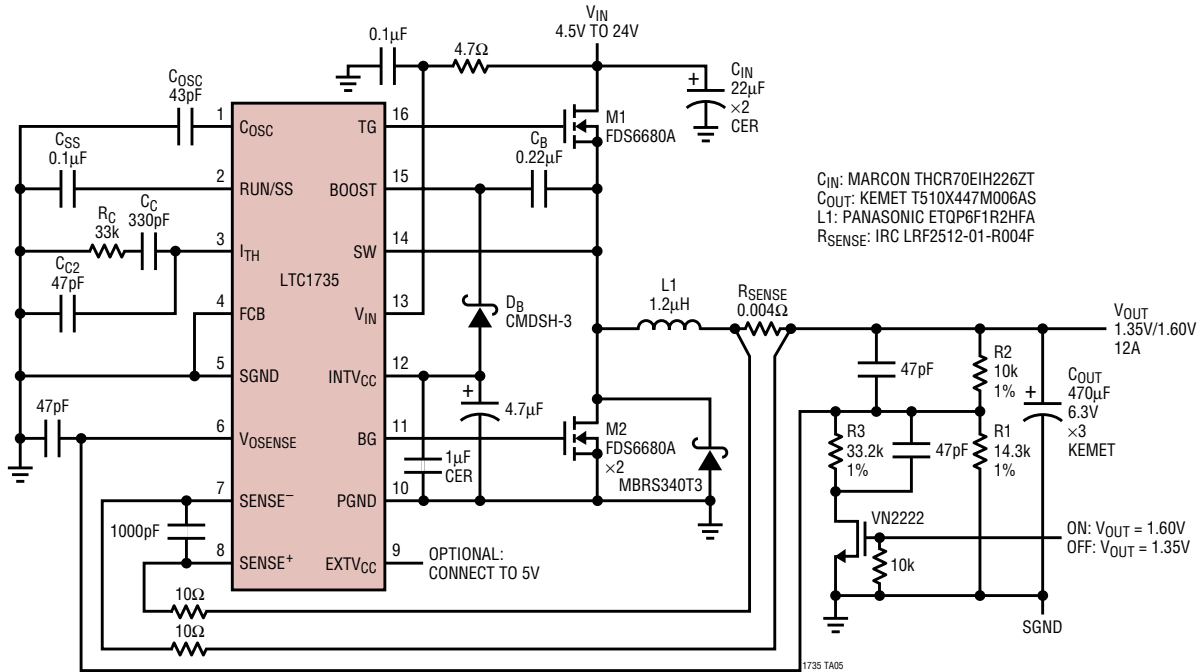 VIN
4.5V TO 24V
0.1µF
4.7Ω
CIN
22µF
×2
CER
COSC
43pF
1
COSC
TG
16
M1
FDS6680A
CSS
0.1µF
2
RUN/SS
BOOST
15
CB
0.22µF
RC
33k
CC
330pF
3
ITH
SW
14
CC2
47pF
LTC1735
4
FCB
VIN
13
DB
CMDSH-3
5
SGND
INTVCC
12
4.7µF
47pF
6
VOSENSE
BG
11
M2
FDS6680A
×2
1µF
CER
MBRS340T3
7
SENSE–
PGND
10
1000pF
8
SENSE+
EXTVCC
9
OPTIONAL:
CONNECT TO 5V
10Ω
10Ω
CIN: MARCON THCR70EIH226ZT
COUT: KEMET T510X447M006AS
L1: PANASONIC ETQP6F1R2HFA
RSENSE: IRC LRF2512-01-R004F
L1
1.2µH
RSENSE
0.004Ω
VOUT
1.35V/1.60V
12A
47pF
R2
10k
1%
COUT
470µF
6.3V
×3
KEMET
R3
33.2k
1%
47pF
R1
14.3k
1%
VN2222
10k
ON: VOUT = 1.60V
OFF: VOUT = 1.35V
SGND
1735 TA05